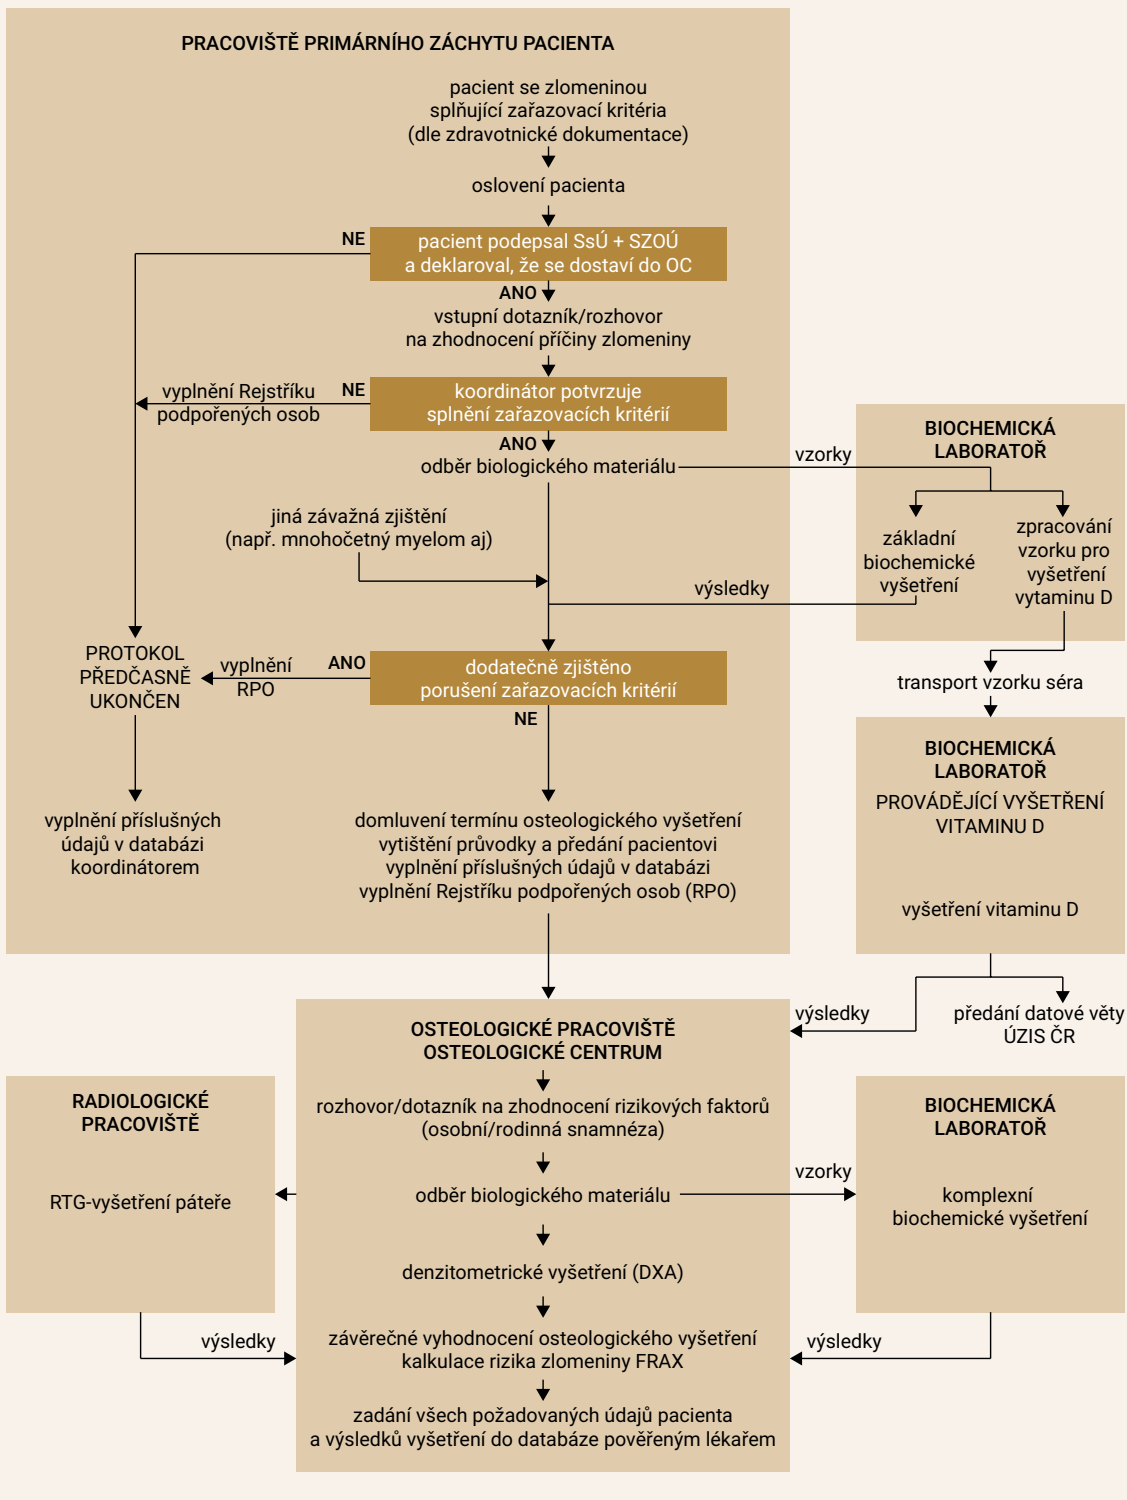 PRACOVIŠTĚ PRIMÁRNÍHO ZÁCHYTU PACIENTA
pacient se zlomeninou
splňující zařazovací kritéria
(dle zdravotnické dokumentace)
oslovení pacienta
NE
pacient podepsal SsÚ + SZOÚ
a deklaroval, že se dostaví do OC
ANO
vstupní dotazník/rozhovor
na zhodnocení příčiny zlomeniny
vyplnění Rejstříku
podpořených osob
NE
koordinátor potvrzuje
splnění zařazovacích kritérií
ANO
odběr biologického materiálu
vzorky
BIOCHEMICKÁ
LABORATOŘ
základní
biochemické
vyšetření
zpracování
vzorku pro
vyšetření
vytaminu D
jiná závažná zjištění
(např. mnohočetný myelom aj)
výsledky
PROTOKOL
PŘEDČASNĚ
UKONČEN
vyplnění
RPO
ANO
dodatečně zjištěno
porušení zařazovacích kritérií
NE
transport vzorku séra
BIOCHEMICKÁ
LABORATOŘ
PROVÁDĚJÍCÍ VYŠETŘENÍ
VITAMINU D
vyšetření vitaminu D
vyplnění příslušných
údajů v databázi
koordinátorem
domluvení termínu osteologického vyšetření
vytištění průvodky a předání pacientovi
vyplnění příslušných údajů v databázi
vyplnění Rejstříku podpořených osob (RPO)
výsledky
předání datové věty
ÚZIS ČR
OSTEOLOGICKÉ PRACOVIŠTĚ
OSTEOLOGICKÉ CENTRUM
rozhovor/dotazník na zhodnocení rizikových faktorů
(osobní/rodinná snamnéza)
RADIOLOGICKÉ
PRACOVIŠTĚ
RTG-vyšetření páteře
odběr biologického materiálu
vzorky
BIOCHEMICKÁ
LABORATOŘ
komplexní
biochemické vyšetření
denzitometrické vyšetření (DXA)
výsledky
závěrečné vyhodnocení osteologického vyšetření
kalkulace rizika zlomeniny FRAX
výsledky
zadání všech požadovaných údajů pacienta
a výsledků vyšetření do databáze pověřeným lékařem